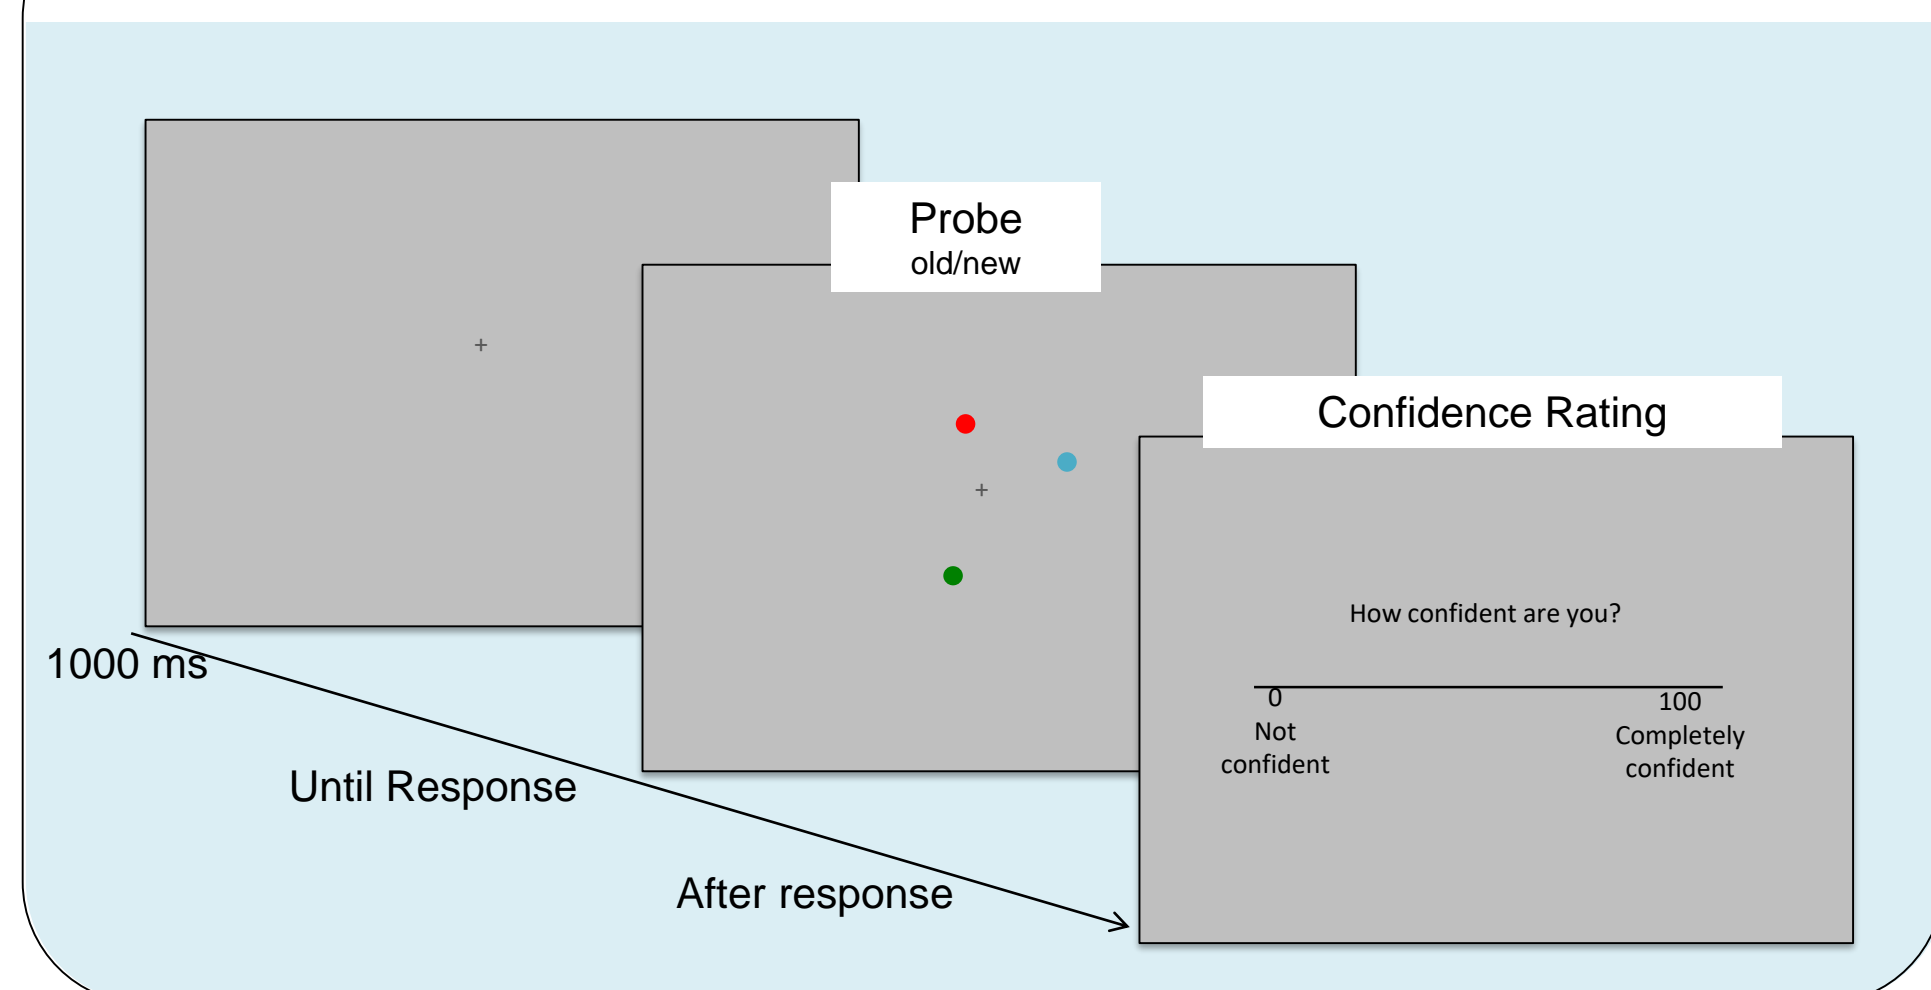 Probe
old/new
Confidence Rating
How confident are you?
0
100
Not
confident
Completely
confident
1000 ms
Until Response
After response